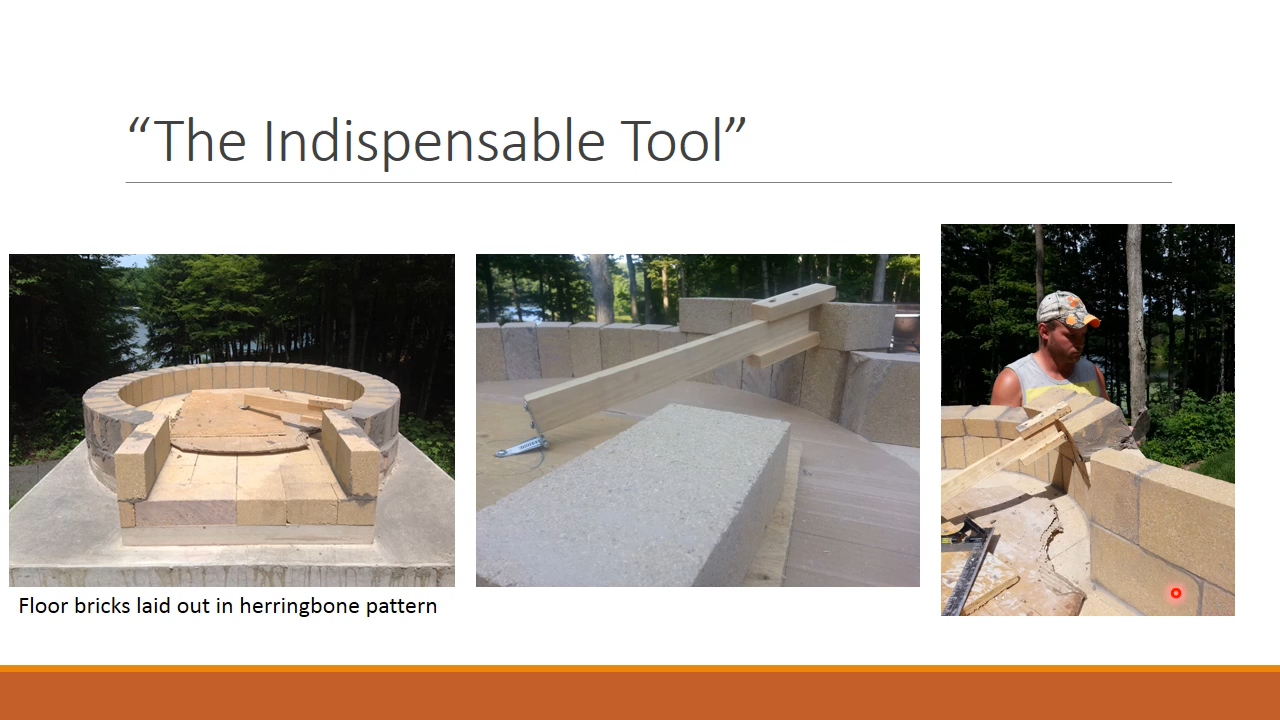 “The Indispensable Tool”
Floor bricks laid out in herringbone pattern